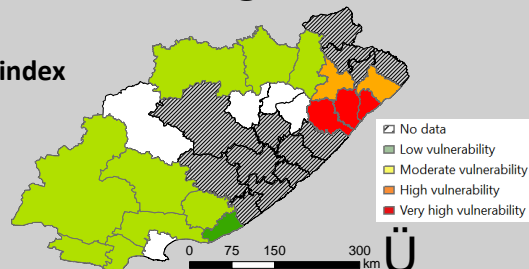 index
No data
Low vulnerability
Moderate vulnerability
High vulnerability
Very high vulnerability
0 75 150 300
km
Ü